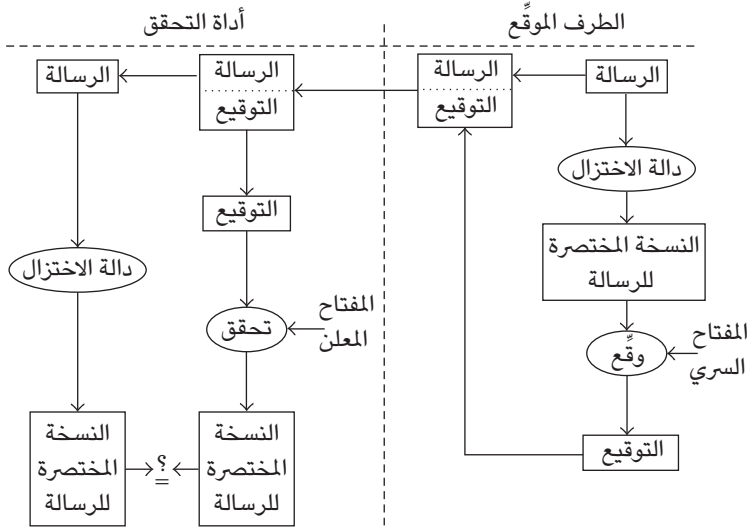 الطرف الموقِّع
أداة التحقق
الرسالة
الرسالة
التوقيع
دالة الاختزال
النسخة المختصرة
للرسالة
وقِّع
المفتاح
السري
التوقيع
الرسالة
التوقيع
الرسالة
التوقيع
دالة الاختزال
تحقق
المفتاح
المعلن
النسخة
المختصرة
للرسالة
؟
=
النسخة
المختصرة
للرسالة